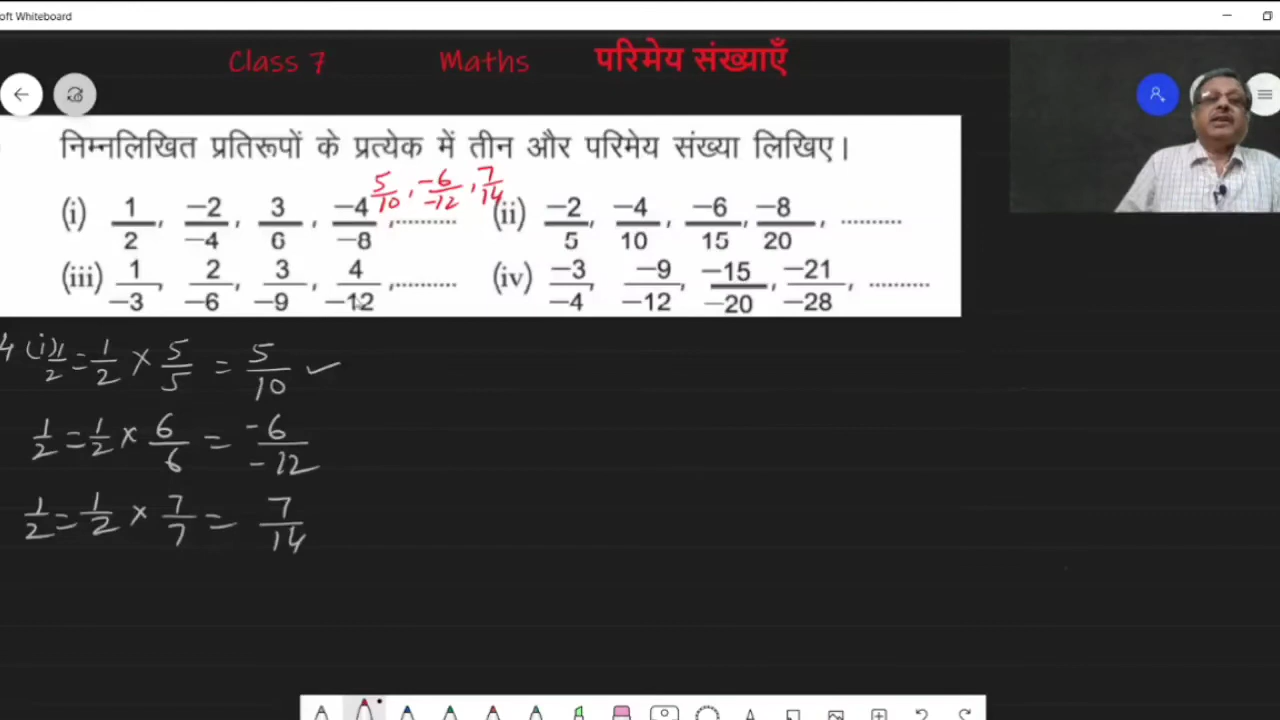 oft Whiteboard
Class 7 Maths परिमेय संख्याएँ
निम्नलिखित प्रतिरूपों के प्रत्येक में तीन और परिमेय संख्या लिखिए।
5/10, -6/-12, 7/14
(i) 1/2, -2/-4, 3/6, -4/-8, .......... (ii) -2/5, -4/10, -6/15, -8/20, ..........
(iii) 1/-3, 2/-6, 3/-9, 4/-12, .......... (iv) -3/-4, -9/-12, -15/-20, -21/-28, ..........
4 (i) 1/2 = 1/2 × 5/5 = 5/10 ✓
1/2 = 1/2 × 6/6 = -6/-12
1/2 = 1/2 × 7/7 = 7/14